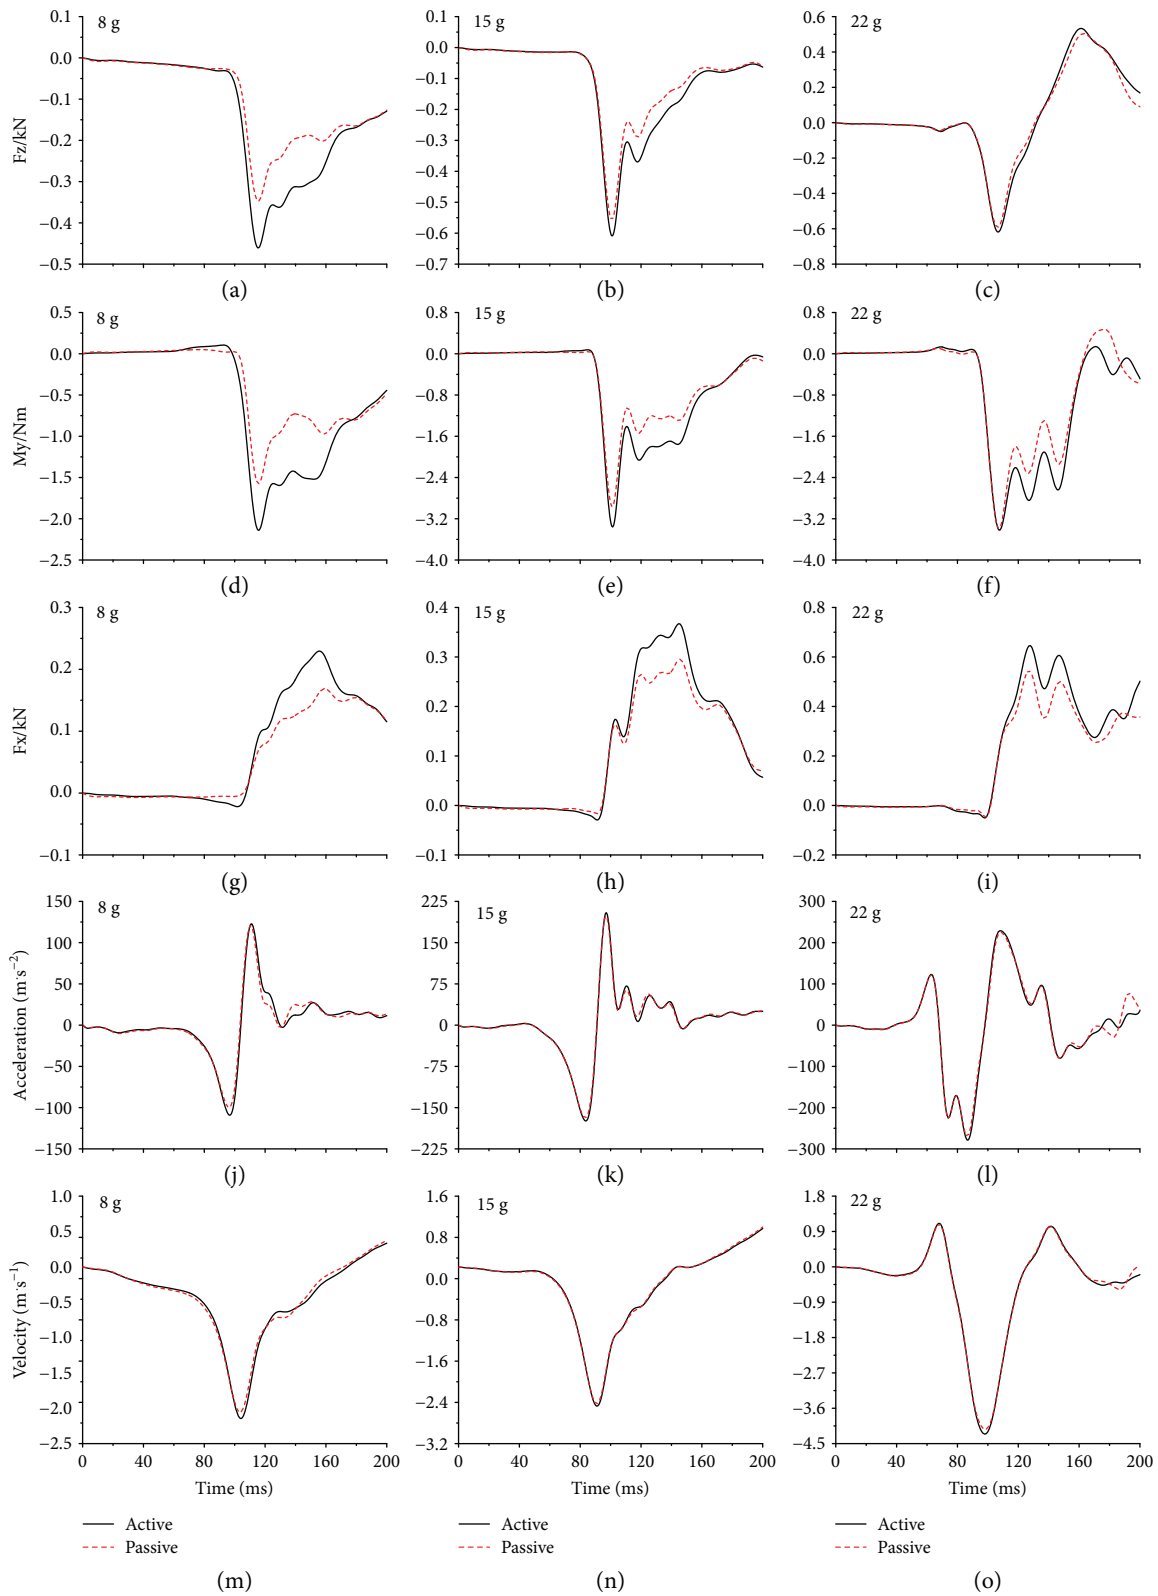 Fz/kN
8 g
0.1
0.0
−0.1
−0.2
−0.3
−0.4
−0.5
(a)
15 g
0.1
0.0
−0.1
−0.2
−0.3
−0.4
−0.5
−0.6
−0.7
(b)
22 g
0.6
0.4
0.2
0.0
−0.2
−0.4
−0.6
−0.8
(c)
My/Nm
8 g
0.5
0.0
−0.5
−1.0
−1.5
−2.0
−2.5
(d)
15 g
0.8
0.0
−0.8
−1.6
−2.4
−3.2
−4.0
(e)
22 g
0.8
0.0
−0.8
−1.6
−2.4
−3.2
−4.0
(f)
Fx/kN
8 g
0.3
0.2
0.1
0.0
−0.1
(g)
15 g
0.4
0.3
0.2
0.1
0.0
−0.1
(h)
22 g
0.8
0.6
0.4
0.2
0.0
−0.2
(i)
Acceleration (m·s−2)
8 g
150
100
50
0
−50
−100
−150
(j)
15 g
225
150
75
0
-75
−150
−225
(k)
22 g
300
200
100
0
−100
−200
−300
(l)
Velocity (m·s−1)
8 g
1.0
0.5
0.0
−0.5
−1.0
−1.5
−2.0
−2.5
0 40 80 120 160 200
Time (ms)
Active
Passive
(m)
15 g
1.6
0.8
0.0
−0.8
−1.6
−2.4
−3.2
0 40 80 120 160 200
Time (ms)
Active
Passive
(n)
22 g
1.8
0.9
0.0
−0.9
−1.8
−2.7
−3.6
−4.5
0 40 80 120 160 200
Time (ms)
Active
Passive
(o)